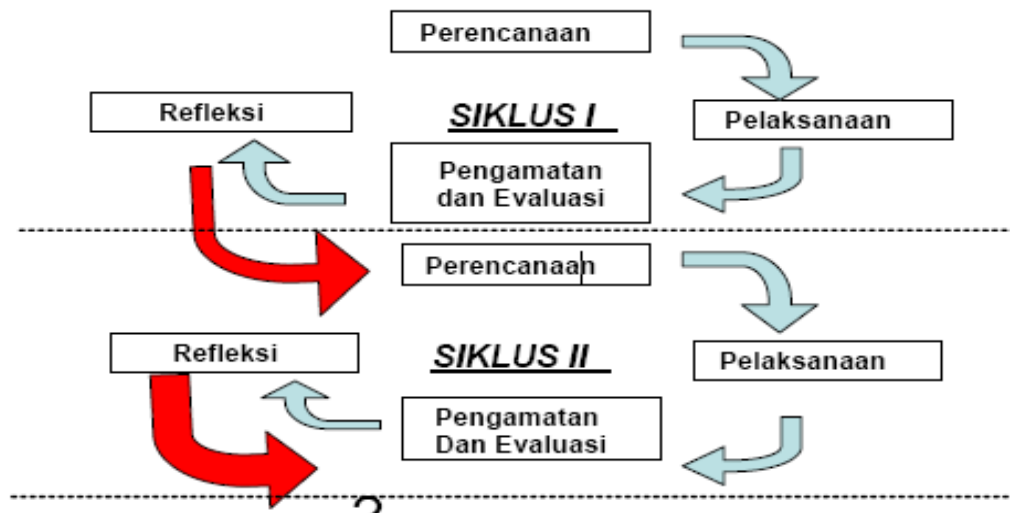 Perencanaan
Refleksi
SIKLUS I
Pelaksanaan
Pengamatan
dan Evaluasi
Perencanaan
Refleksi
SIKLUS II
Pelaksanaan
Pengamatan
Dan Evaluasi
?